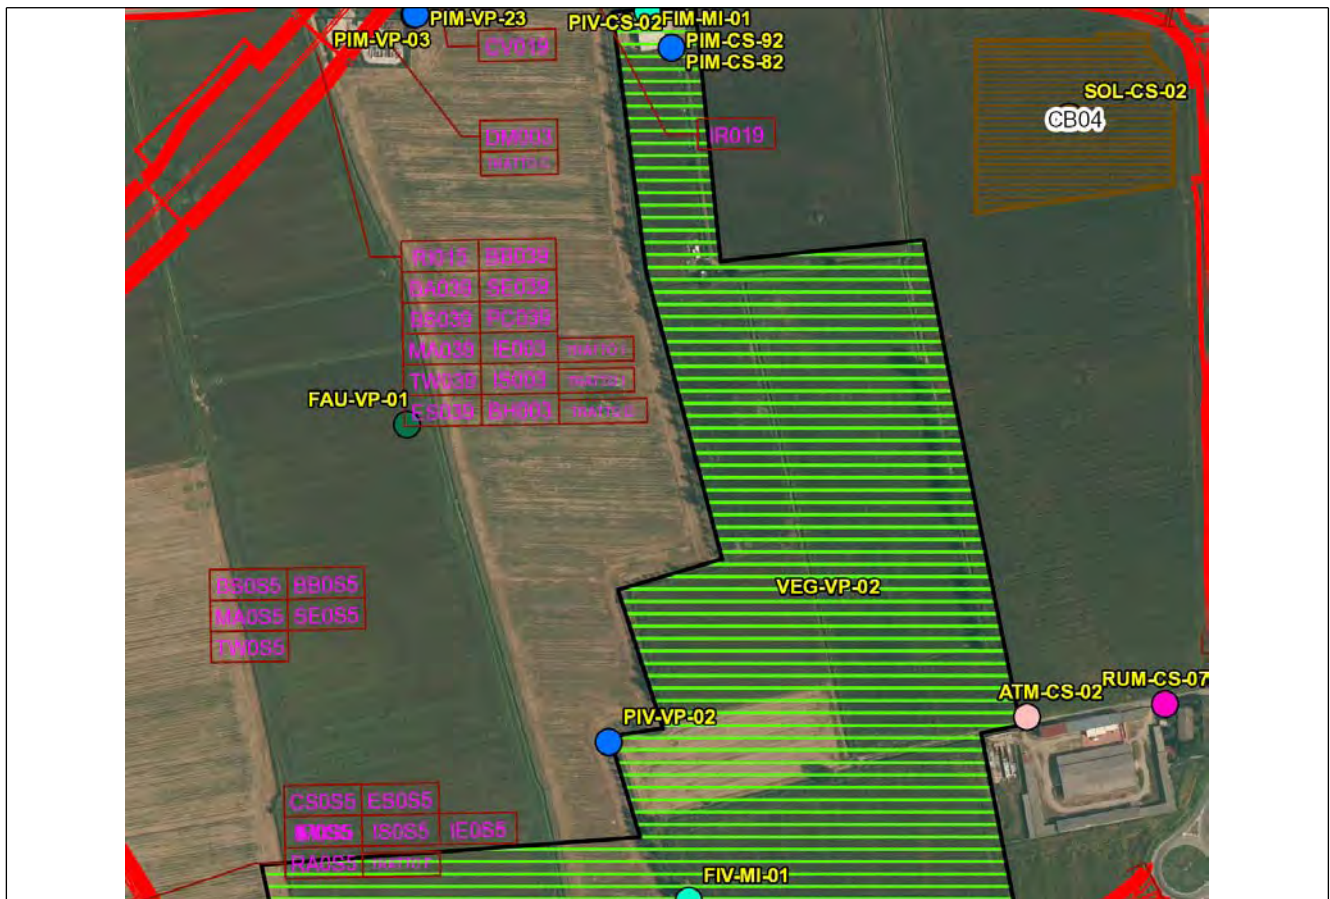 PIM-VP-23
PIV-CS-02
FIM-MI-01
PIM-VP-03
PIM-CS-92
PIM-CS-82
SOL-CS-02
CB04
DM003
IR019
BB039
SE039
BS039 PC039
MA039 IE003
TW039 IS003
ES039 BH003
FAU-VP-01
BS0S5 BB0S5
MA0S5 SE0S5
TW0S5
VEG-VP-02
RUM-CS-07
ATM-CS-02
PIV-VP-02
CS0S5 ES0S5
IS0S5 IE0S5
RA0S5
FIV-MI-01